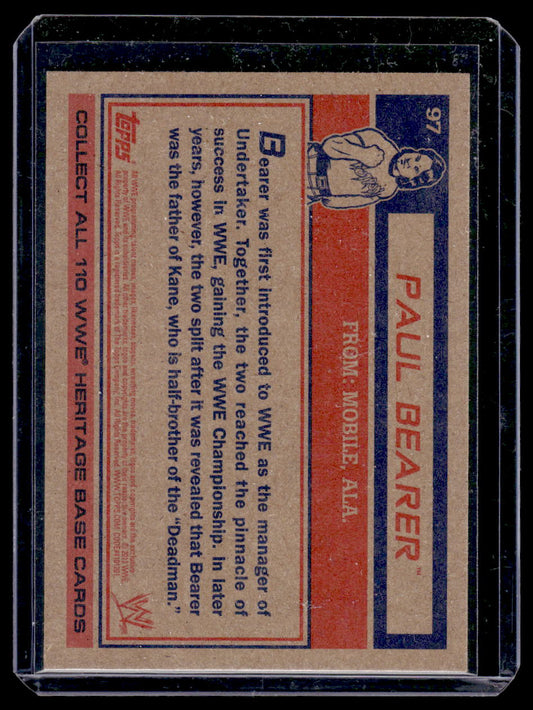 97
PAUL BEARER™
FROM: MOBILE, ALA.
Bearer was first introduced to WWE as the manager of
Undertaker. Together, the two reached the pinnacle of
success in WWE, gaining the WWE Championship. In later
years, however, the two split after it was revealed that Bearer
was the father of Kane, who is half-brother of the “Deadman.”
Topps
W
COLLECT ALL 110 WWE® HERITAGE BASE CARDS